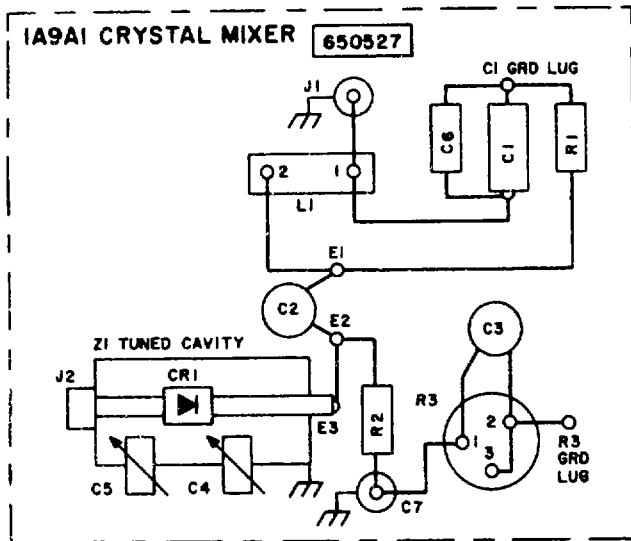 1A9A1 CRYSTAL MIXER 650527
C1 GRD LUG
J1
C6
C1
R1
2 1
L1
E1
C2
E2
C3
Z1 TUNED CAVITY
J2
CR1
R3
R2
2
1
E3
3
R3
GRD
LUG
C5 C4
C7